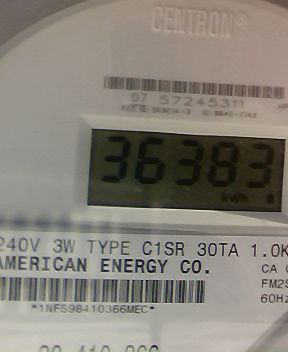 CENTRON®
07 57245311
36383
kWh
240V 3W TYPE C1SR 30TA 1.0K
AMERICAN ENERGY CO.
CA
FM2S
60Hz
*1NFS98410366MEC*